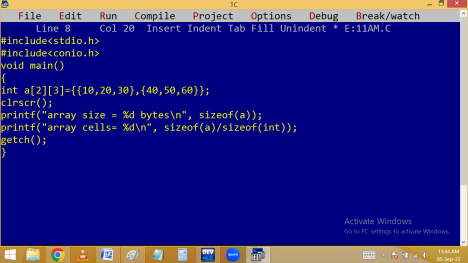 TC
File Edit Run Compile Project Options Debug Break/watch
Line 8 Col 20 Insert Indent Tab Fill Unindent * E:11AM.C
#include<stdio.h>
#include<conio.h>
void main()
{
int a[2][3]={{10,20,30},{40,50,60}};
clrscr();
printf("array size = %d bytes\n", sizeof(a));
printf("array cells= %d\n", sizeof(a)/sizeof(int));
getch();
}
Activate Windows
Go to PC settings to activate Windows.
11:44 AM
05-Sep-23